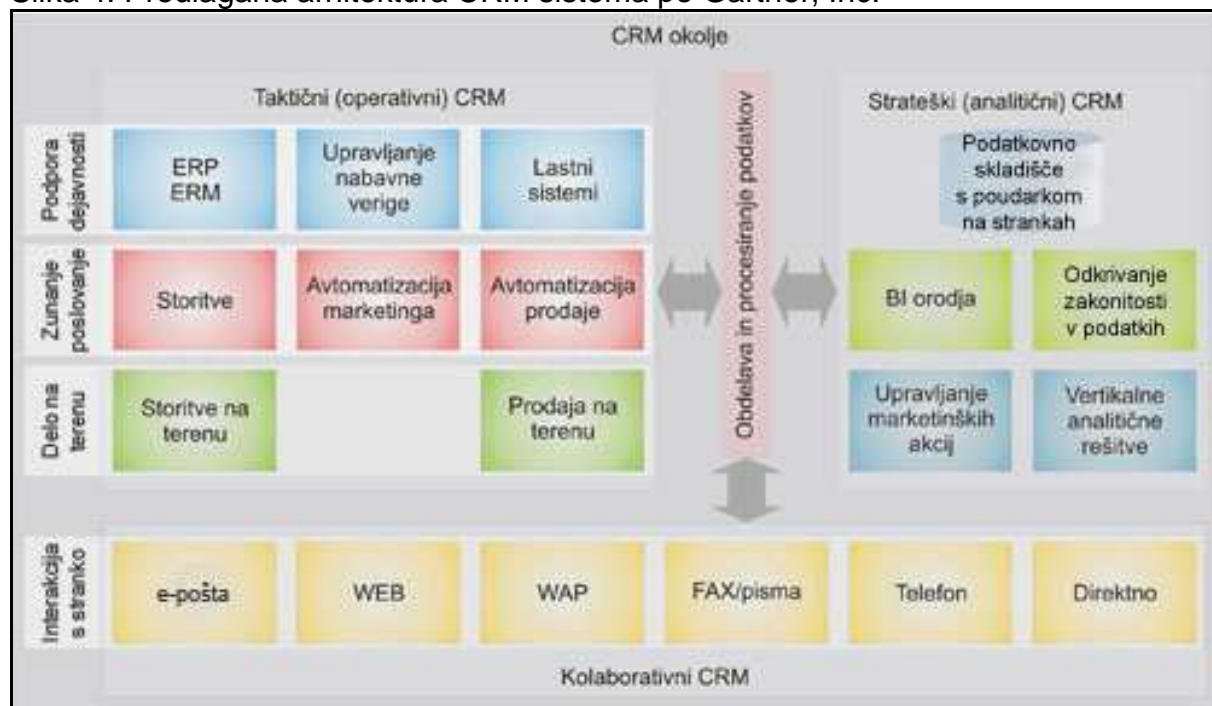 CRM okolje
Taktični (operativni) CRM
Podpora
dejavnosti
ERP
ERM
Upravljanje
nabavne
verige
Lastni
sistemi
Zunanje
poslovanje
Storitve
Avtomatizacija
marketinga
Avtomatizacija
prodaje
Delo na
terenu
Storitve na
terenu
Prodaja na
terenu
Obdelava in procesiranje podatkov
Strateški (analitični) CRM
Podatkovno
skladišče
s poudarkom
na strankah
BI orodja
Odkrivanje
zakonitosti
v podatkih
Upravljanje
marketinških
akcij
Vertikalne
analitične
rešitve
Interakcija
s stranko
e-pošta
WEB
WAP
FAX/pisma
Telefon
Direktno
Kolaborativni CRM